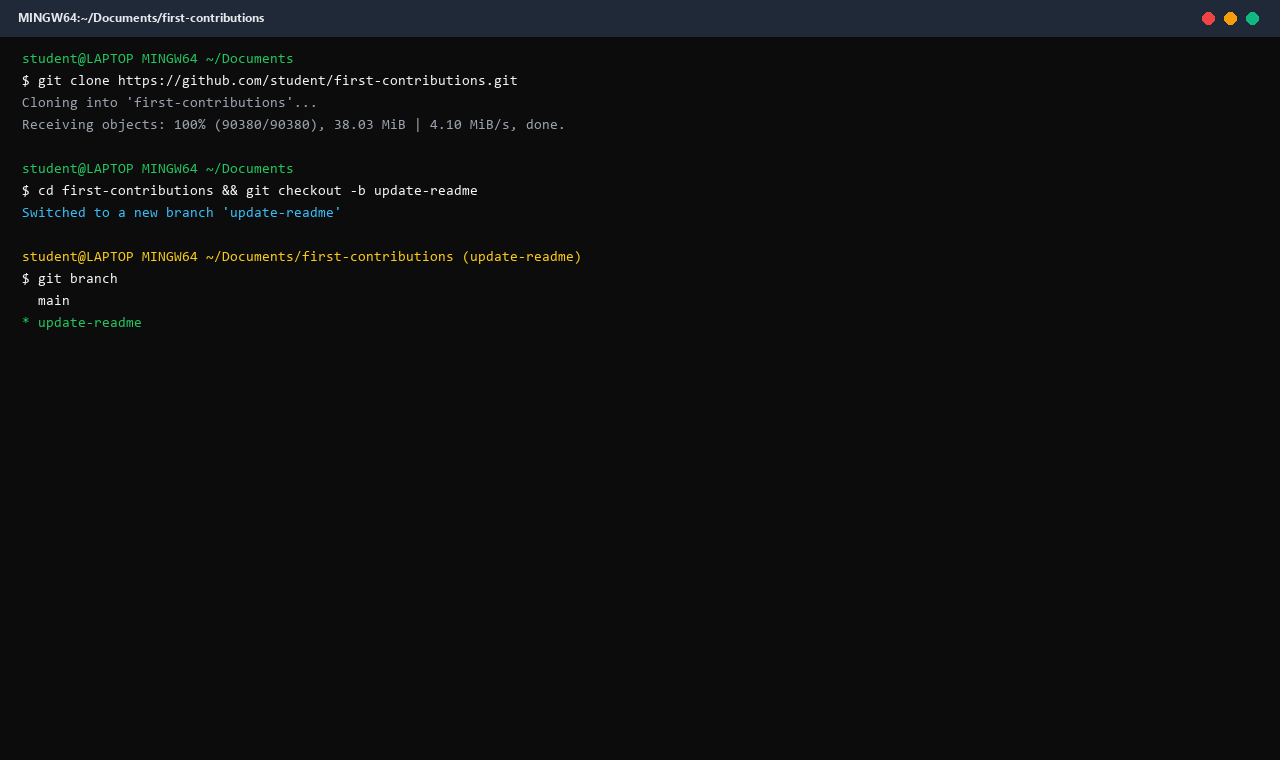 MINGW64:~/Documents/first-contributions
student@LAPTOP MINGW64 ~/Documents
$ git clone https://github.com/student/first-contributions.git
Cloning into 'first-contributions'...
Receiving objects: 100% (90380/90380), 38.03 MiB | 4.10 MiB/s, done.
student@LAPTOP MINGW64 ~/Documents
$ cd first-contributions && git checkout -b update-readme
Switched to a new branch 'update-readme'
student@LAPTOP MINGW64 ~/Documents/first-contributions (update-readme)
$ git branch
  main
* update-readme